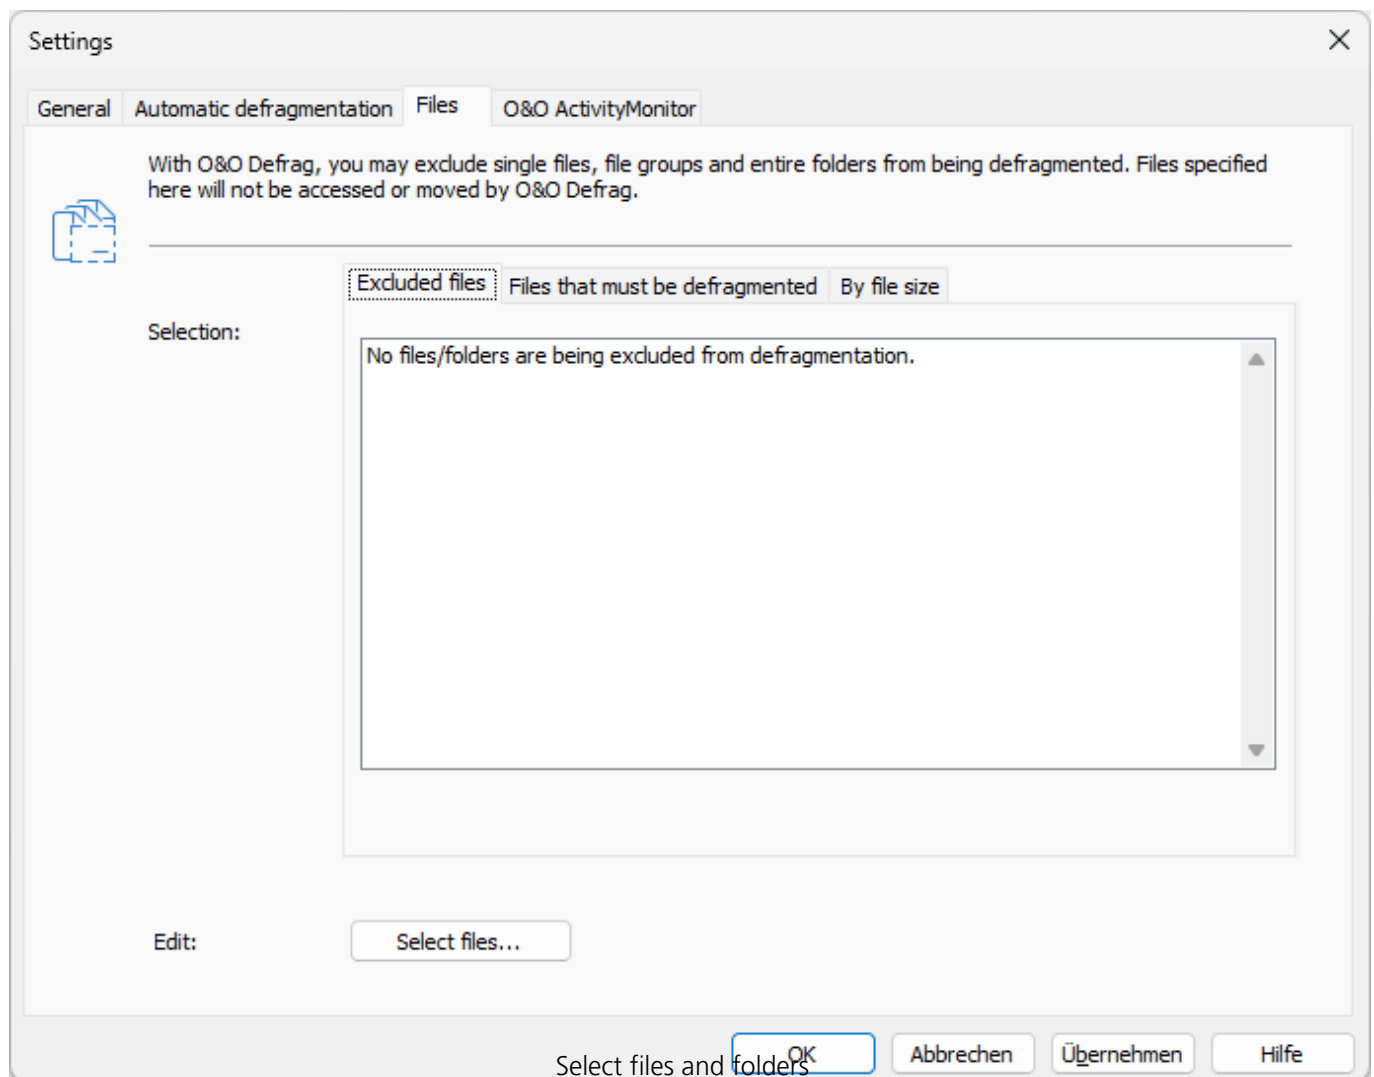 Settings
General
Automatic defragmentation
Files
O&O ActivityMonitor
With O&O Defrag, you may exclude single files, file groups and entire folders from being defragmented. Files specified
here will not be accessed or moved by O&O Defrag.
Excluded files
Files that must be defragmented
By file size
Selection:
No files/folders are being excluded from defragmentation.
Edit:
Select files...
OK
Abbrechen
Übernehmen
Hilfe
Select files and folders